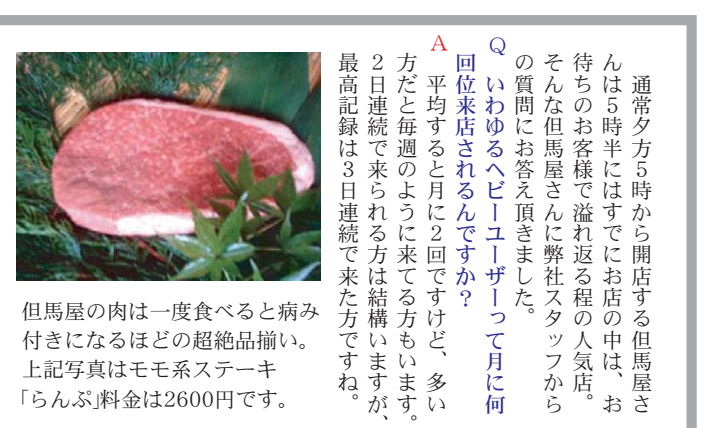 通常夕方5時から開店する但馬屋さ
んは5時半にはすでにお店の中は、お
待ちのお客様で溢れ返る程の人気店。
そんな但馬屋さんに弊社スタッフから
の質問にお答え頂きました。
Q いわゆるヘビーユーザーって月に何
回位来店されるんですか？
A 平均すると月に2回ですけど、多い
方だと毎週のように来てる方もいます。
2日連続で来られる方は結構いますが、
最高記録は3日連続で来た方ですね。
但馬屋の肉は一度食べると病み
付きになるほどの超絶品揃い。
上記写真はモモ系ステーキ
「らんぷ」料金は2600円です。